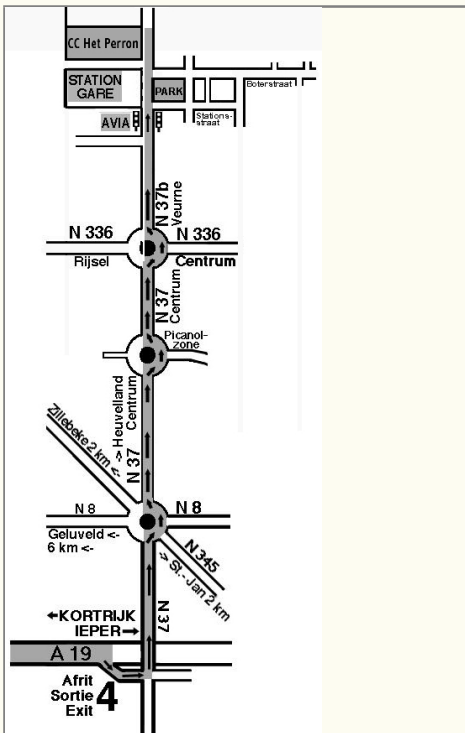 CC Het Perron
STATION
GARE
PARK
Boterstraat
AVIA
Stations-
straat
N 37b
Veurne
N 336
N 336
Rijsel
Centrum
N 37
Centrum
Picanol-
zone
-> Heuvelland
Centrum
N 37
Zillebeke 2 km <-
N 8
N 8
Geluveld <-
6 km <-
N 345
-> St.-Jan 2 km
N37
←KORTRIJK
IEPER→
A 19
Afrit
Sortie
Exit
4